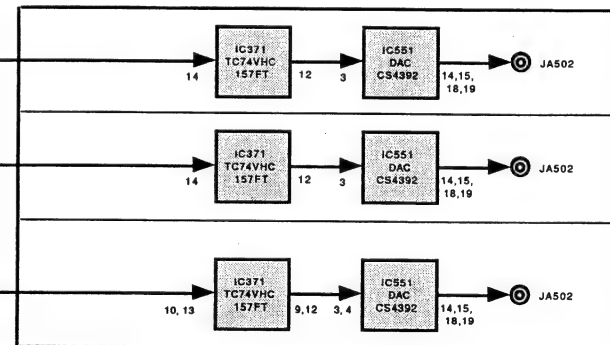 IC371
TC74VHC
157FT
IC551
DAC
CS4392
JA502
14
12
3
14,15,
18,19
IC371
TC74VHC
157FT
IC551
DAC
CS4392
JA502
14
12
3
14,15,
18,19
IC371
TC74VHC
157FT
IC551
DAC
CS4392
JA502
10, 13
9,12
3,4
14,15,
18,19